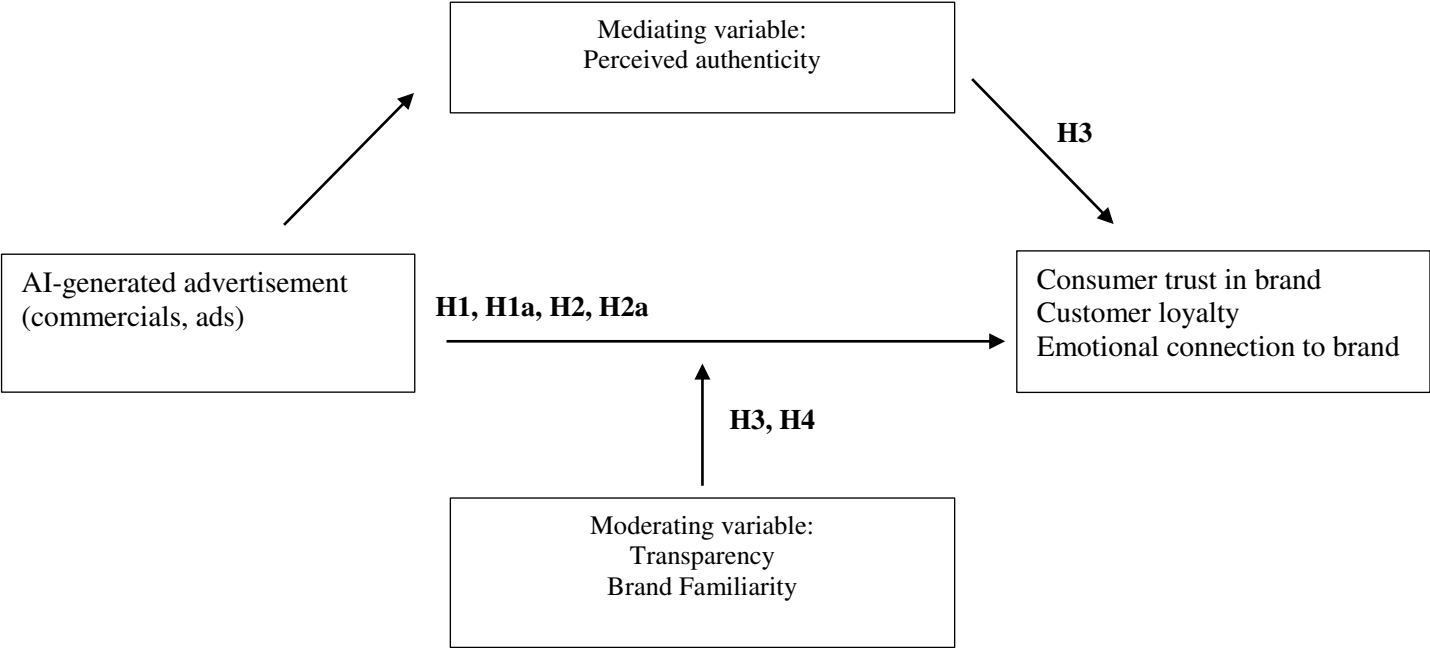 Mediating variable:
Perceived authenticity
H3
AI-generated advertisement
(commercials, ads)
H1, H1a, H2, H2a
Consumer trust in brand
Customer loyalty
Emotional connection to brand
H3, H4
Moderating variable:
Transparency
Brand Familiarity